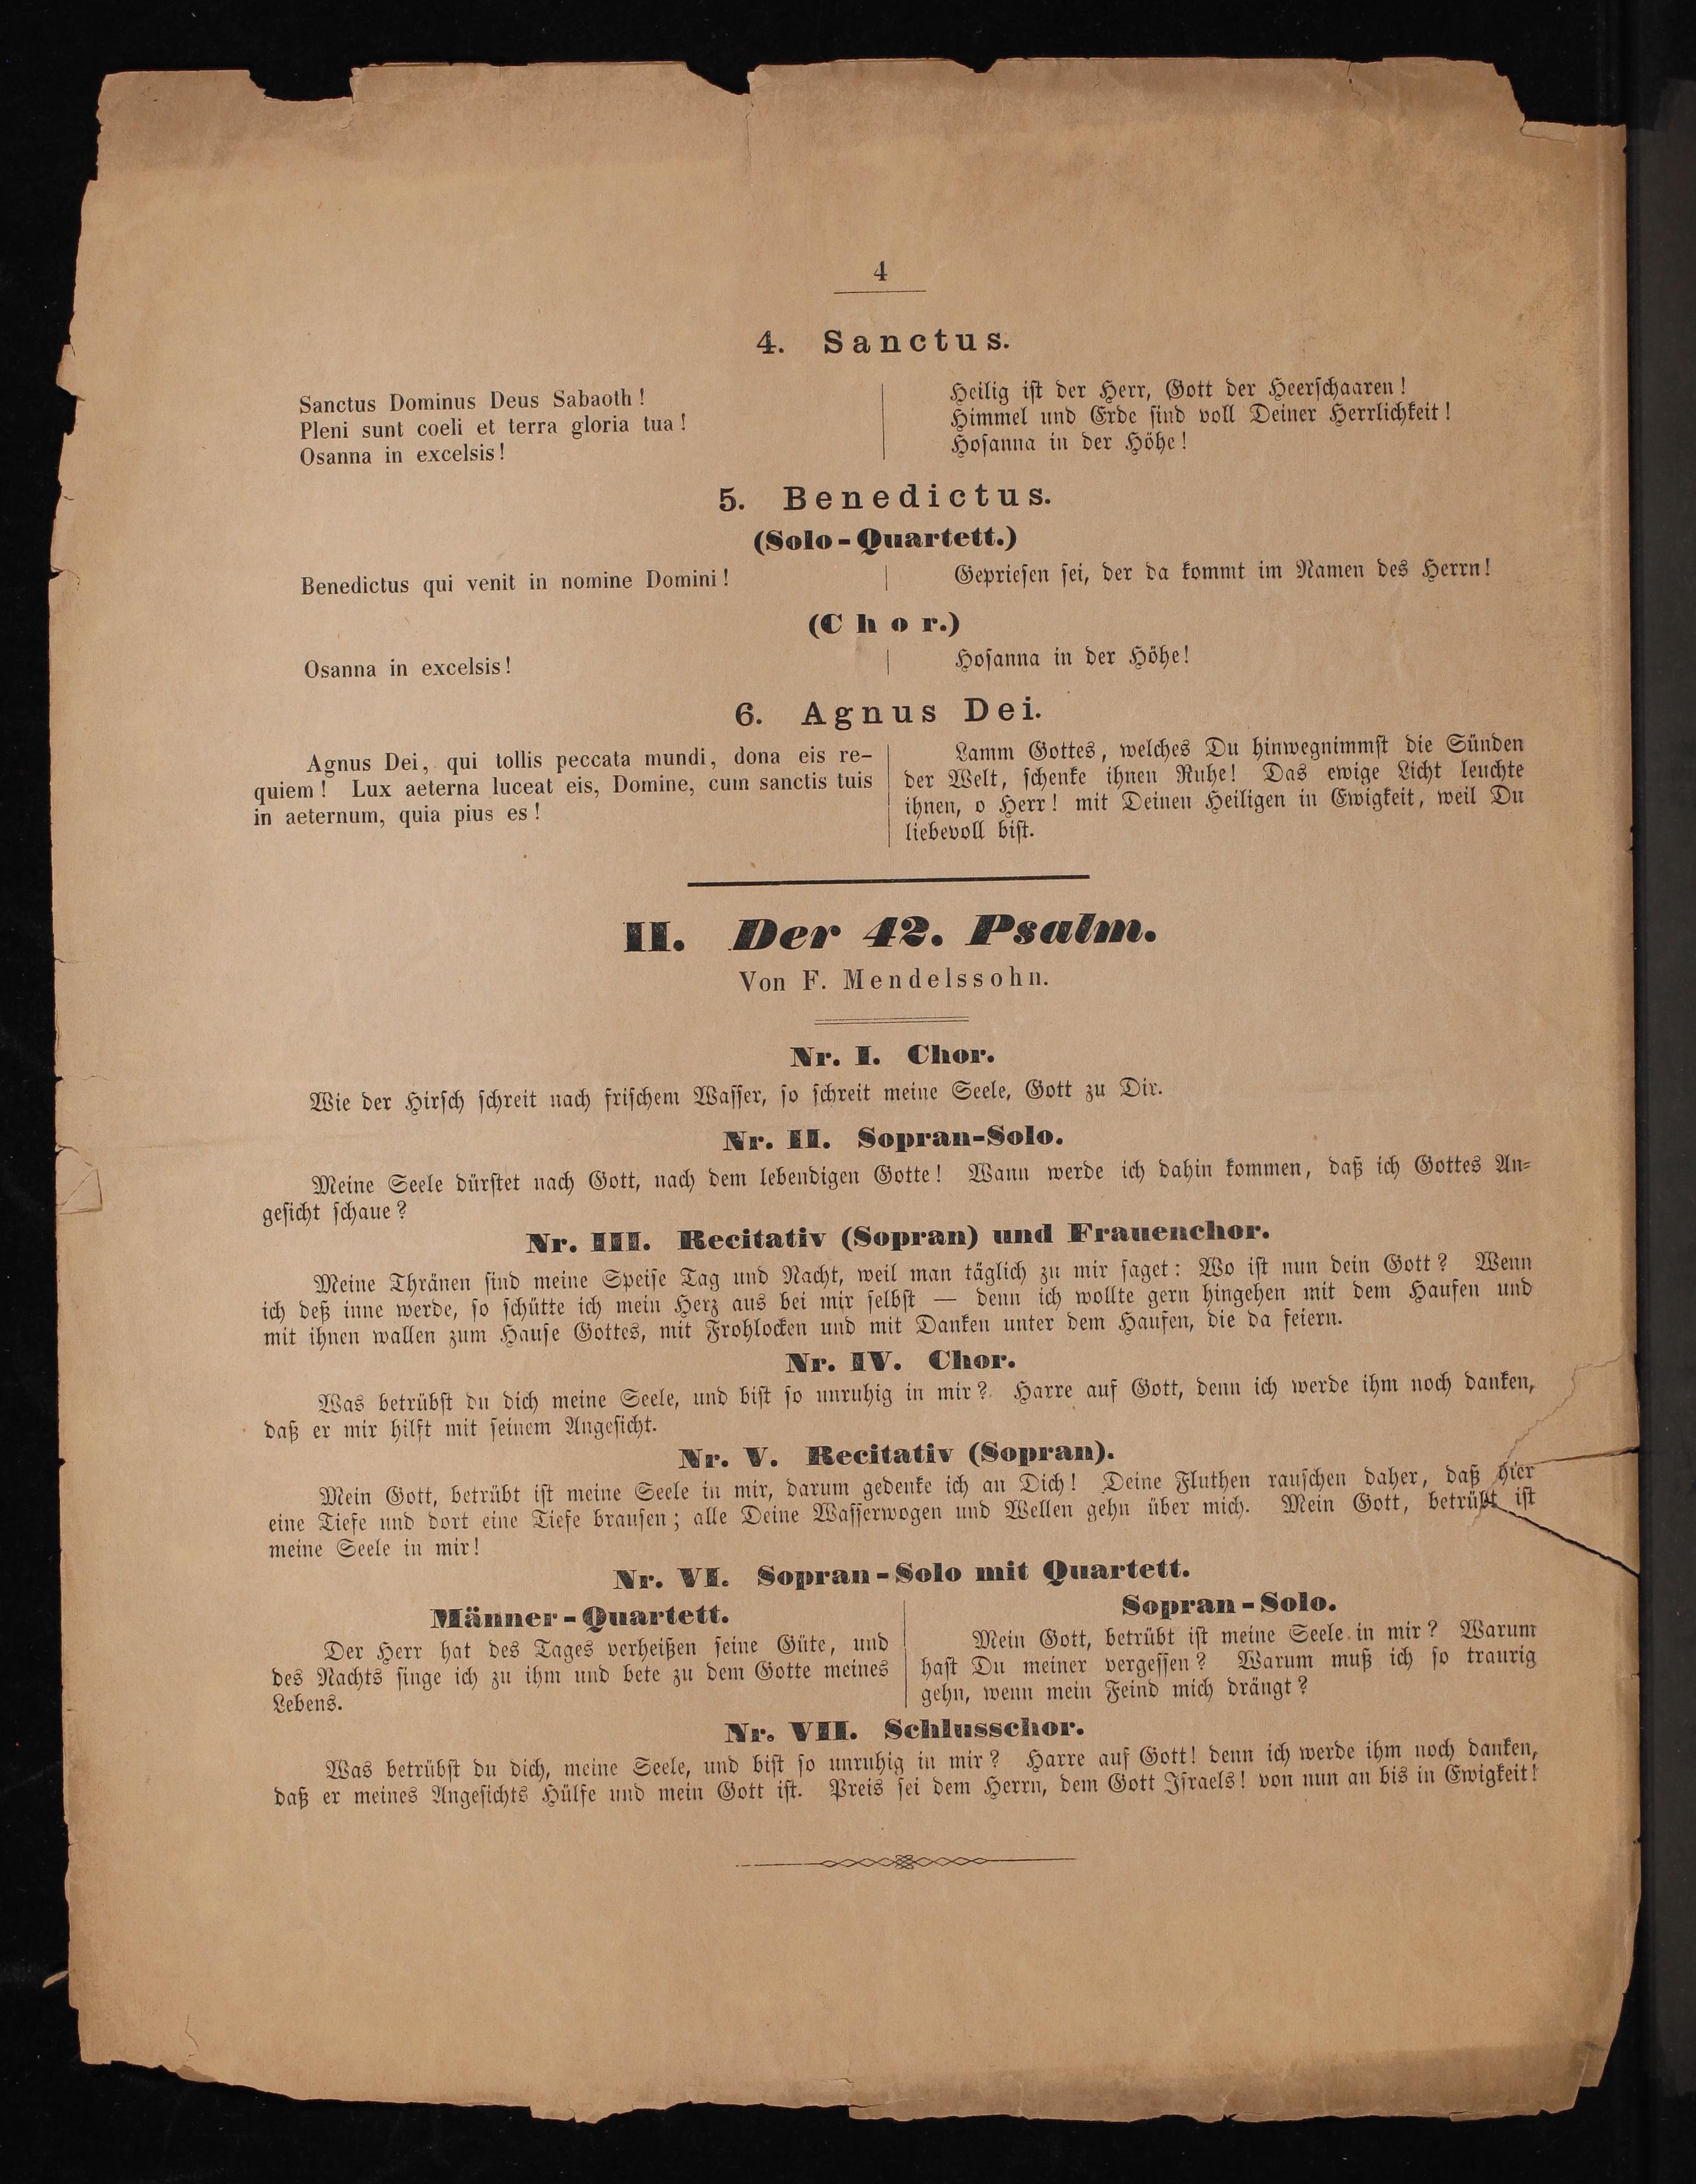 4
4. Sanctus.
Sanctus Dominus Deus Sabaoth!
Pleni sunt coeli et terra gloria tua!
Osanna in excelsis!
Heilig ist der Herr, Gott der Heerschaaren!
Himmel und Erde sind voll Deiner Herrlichkeit!
Hosanna in der Höhe!
5. Benedictus.
(Solo-Quartett.)
Benedictus qui venit in nomine Domini!
Gepriesen sei, der da kommt im Namen des Herrn!
(Chor.)
Osanna in excelsis!
Hosanna in der Höhe!
6. Agnus Dei.
Agnus Dei, qui tollis peccata mundi, dona eis re-
quiem! Lux aeterna luceat eis, Domine, cum sanctis tuis
in aeternum, quia pius es!
Lamm Gottes, welches Du hinwegnimmst die Sünden
der Welt, schenke ihnen Ruhe! Das ewige Licht leuchte
ihnen, o Herr! mit Deinen Heiligen in Ewigkeit, weil Du
liebevoll bist.
II. Der 42. Psalm.
Von F. Mendelssohn.
Nr. I. Chor.
Wie der Hirsch schreit nach frischem Wasser, so schreit meine Seele, Gott zu Dir.
Nr. II. Sopran-Solo.
Meine Seele dürstet nach Gott, nach dem lebendigen Gotte! Wann werde ich dahin kommen, daß ich Gottes An-
gesicht schaue?
Nr. III. Recitativ (Sopran) und Frauenchor.
Meine Thränen sind meine Speise Tag und Nacht, weil man täglich zu mir saget: Wo ist nun dein Gott? Wenn
ich deß inne werde, so schütte ich mein Herz aus bei mir selbst — denn ich wollte gern hingehen mit dem Haufen und
mit ihnen wallen zum Hause Gottes, mit Frohlocken und mit Danken unter dem Haufen, die da feiern.
Nr. IV. Chor.
Was betrübst du dich meine Seele, und bist so unruhig in mir? Harre auf Gott, denn ich werde ihm noch danken,
daß er mir hilft mit seinem Angesicht.
Nr. V. Recitativ (Sopran).
Mein Gott, betrübt ist meine Seele in mir, darum gedenke ich an Dich! Deine Fluthen rauschen daher, daß hier
eine Tiefe und dort eine Tiefe brausen; alle Deine Wasserwogen und Wellen gehn über mich. Mein Gott, betrübt ist
meine Seele in mir!
Nr. VI. Sopran-Solo mit Quartett.
Männer-Quartett.
Der Herr hat des Tages verheißen seine Güte, und
des Nachts singe ich zu ihm und bete zu dem Gotte meines
Lebens.
Sopran-Solo.
Mein Gott, betrübt ist meine Seele in mir? Warum
hast Du meiner vergessen? Warum muß ich so traurig
gehn, wenn mein Feind mich drängt?
Nr. VII. Schlusschor.
Was betrübst du dich, meine Seele, und bist so unruhig in mir? Harre auf Gott! denn ich werde ihm noch danken,
daß er meines Angesichts Hülfe und mein Gott ist. Preis sei dem Herrn, dem Gott Israels! von nun an bis in Ewigkeit!